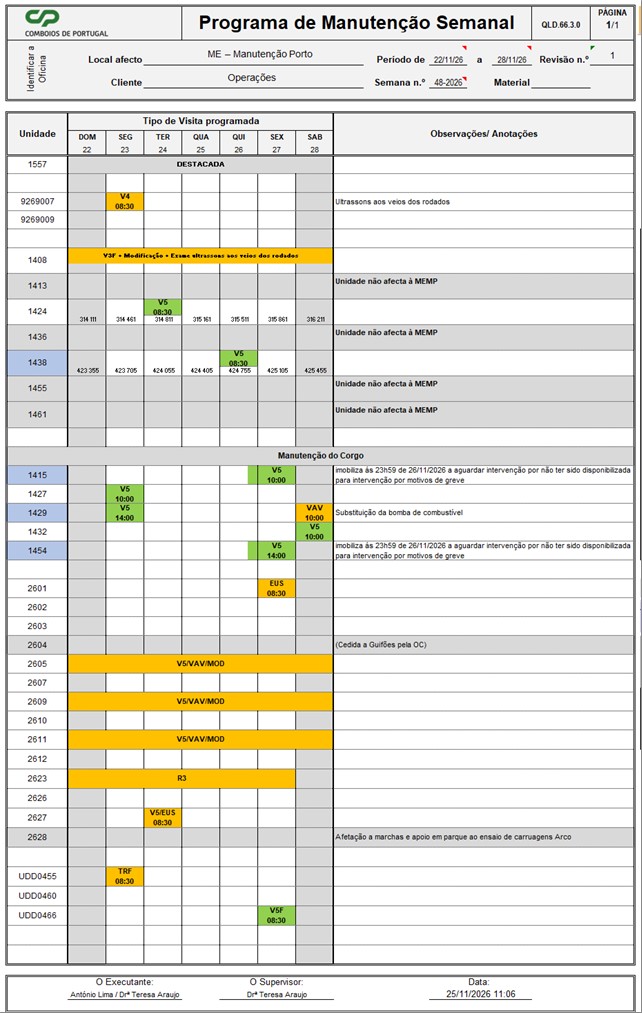 CP
COMBOIOS DE PORTUGAL
Programa de Manutenção Semanal
QLD.66.3.0
PÁGINA
1/1
Identificar a Oficina
Local afecto ME – Manutenção Porto Período de 22/11/26 a 28/11/26 Revisão n.º 1
Cliente Operações Semana n.º 48-2026 Material
Unidade Tipo de Visita programada Observações/ Anotações
DOM SEG TER QUA QUI SEX SAB
22 23 24 25 26 27 28
1557 DESTACADA
9269007 V4 08:30 Ultrassons aos veios dos rodados
9269009
1408 V3F + Modificação + Exame ultrassons aos veios dos rodados
1413 Unidade não afecta à MEMP
1424 V5 08:30
314 111 314 461 314 811 315 161 315 511 315 861 316 211
1436 Unidade não afecta à MEMP
1438 V5 08:30
423 355 423 705 424 055 424 405 424 755 425 105 425 455
1455 Unidade não afecta à MEMP
1461 Unidade não afecta à MEMP
Manutenção do Corgo
1415 V5 10:00 imobiliza ás 23h59 de 26/11/2026 a aguardar intervenção por não ter sido disponibilizada
para intervenção por motivos de greve
1427 V5 10:00
1429 V5 14:00 VAV 10:00 Substituição da bomba de combustível
1432 V5 10:00
1454 V5 14:00 imobiliza ás 23h59 de 26/11/2026 a aguardar intervenção por não ter sido disponibilizada
para intervenção por motivos de greve
2601 EUS 08:30
2602
2603
2604 (Cedida a Guifões pela OC)
2605 V5/VAV/MOD
2607
2609 V5/VAV/MOD
2610
2611 V5/VAV/MOD
2612
2623 R3
2626
2627 V5/EUS 08:30
2628 Afetação a marchas e apoio em parque ao ensaio de carruagens Arco
UDD0455 TRF 08:30
UDD0460
UDD0466 V5F 08:30
O Executante: O Supervisor: Data:
António Lima / Drª Teresa Araujo Drª Teresa Araujo 25/11/2026 11:06